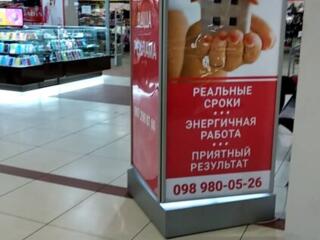 РЕАЛЬНЫЕ
СРОКИ
ЭНЕРГИЧНАЯ
РАБОТА
ПРИЯТНЫЙ
РЕЗУЛЬТАТ
098 980-05-26